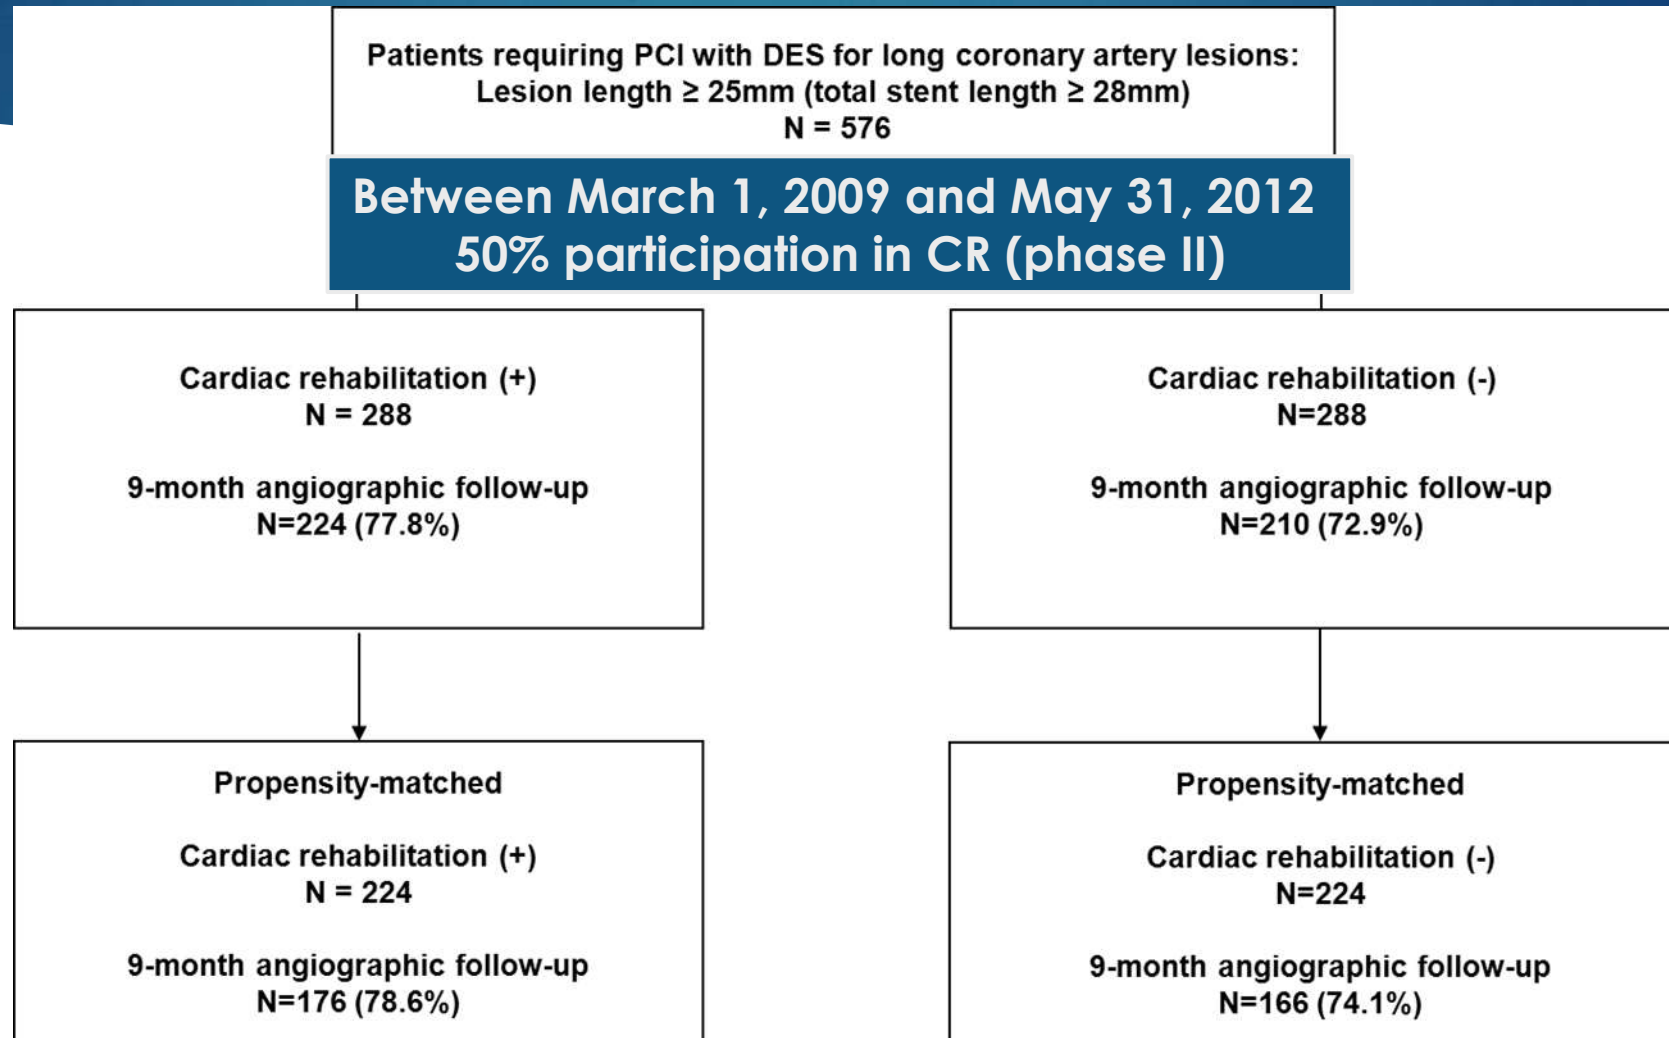 Patients requiring PCI with DES for long coronary artery lesions:
Lesion length ≥ 25mm (total stent length ≥ 28mm)
N = 576
Between March 1, 2009 and May 31, 2012
50% participation in CR (phase II)
Cardiac rehabilitation (+)
N = 288
9-month angiographic follow-up
N=224 (77.8%)
Cardiac rehabilitation (-)
N=288
9-month angiographic follow-up
N=210 (72.9%)
Propensity-matched
Cardiac rehabilitation (+)
N = 224
9-month angiographic follow-up
N=176 (78.6%)
Propensity-matched
Cardiac rehabilitation (-)
N=224
9-month angiographic follow-up
N=166 (74.1%)